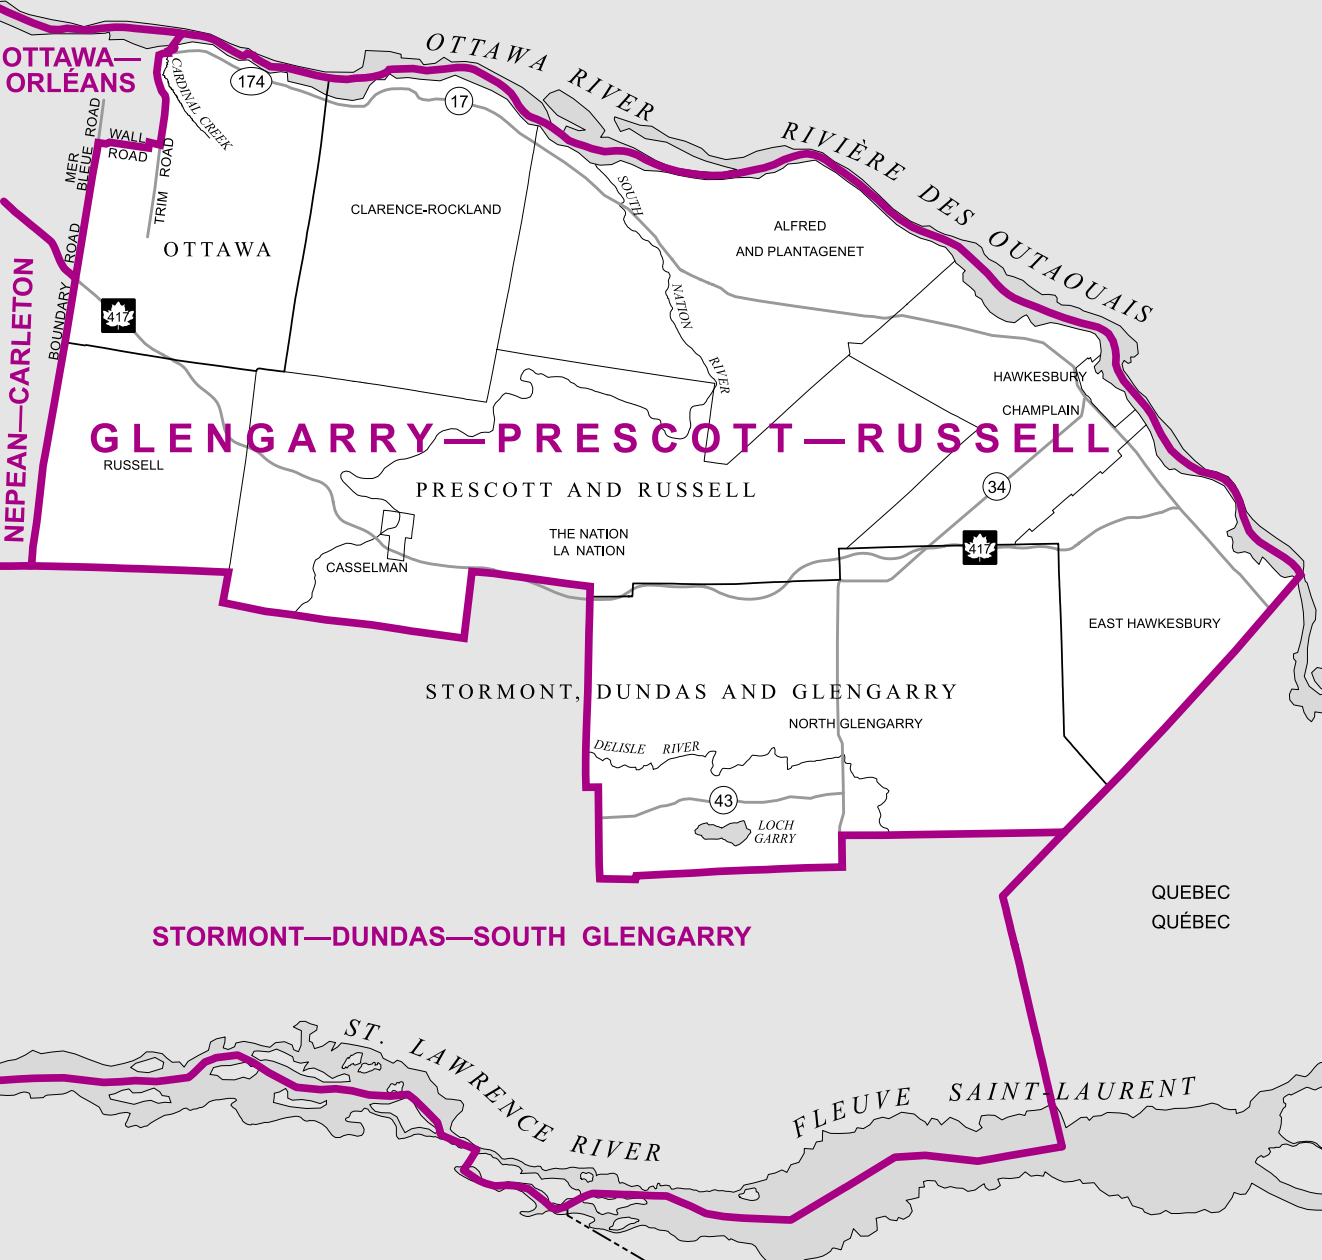 OTTAWA RIVER
OTTAWA—
ORLÉANS
174
17
CARDINAL CREEK
MER
BLEUE ROAD
WALL
ROAD
TRIM ROAD
RIVIÈRE DES OUTAOUAIS
SOUTH NATION RIVER
CLARENCE-ROCKLAND
ALFRED
AND PLANTAGENET
OTTAWA
BOUNDARY ROAD
417
NEPEAN—CARLETON
HAWKESBURY
CHAMPLAIN
GLENGARRY—PRESCOTT—RUSSELL
RUSSELL
PRESCOTT AND RUSSELL
34
THE NATION
LA NATION
417
CASSELMAN
EAST HAWKESBURY
STORMONT, DUNDAS AND GLENGARRY
NORTH GLENGARRY
DELISLE RIVER
43
LOCH
GARRY
QUEBEC
QUÉBEC
STORMONT—DUNDAS—SOUTH GLENGARRY
ST. LAWRENCE RIVER
FLEUVE SAINT-LAURENT